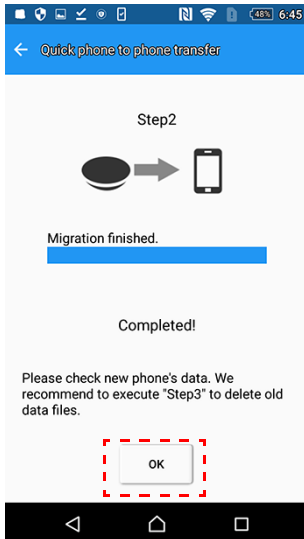 48% 6:45
Quick phone to phone transfer
Step2
Migration finished.
Completed!
Please check new phone's data. We
recommend to execute "Step3" to delete old
data files.
OK